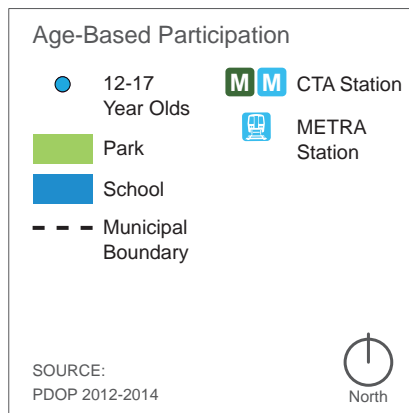 Age-Based Participation
12-17
Year Olds
Park
School
Municipal
Boundary
M M CTA Station
METRA
Station
SOURCE:
PDOP 2012-2014
North